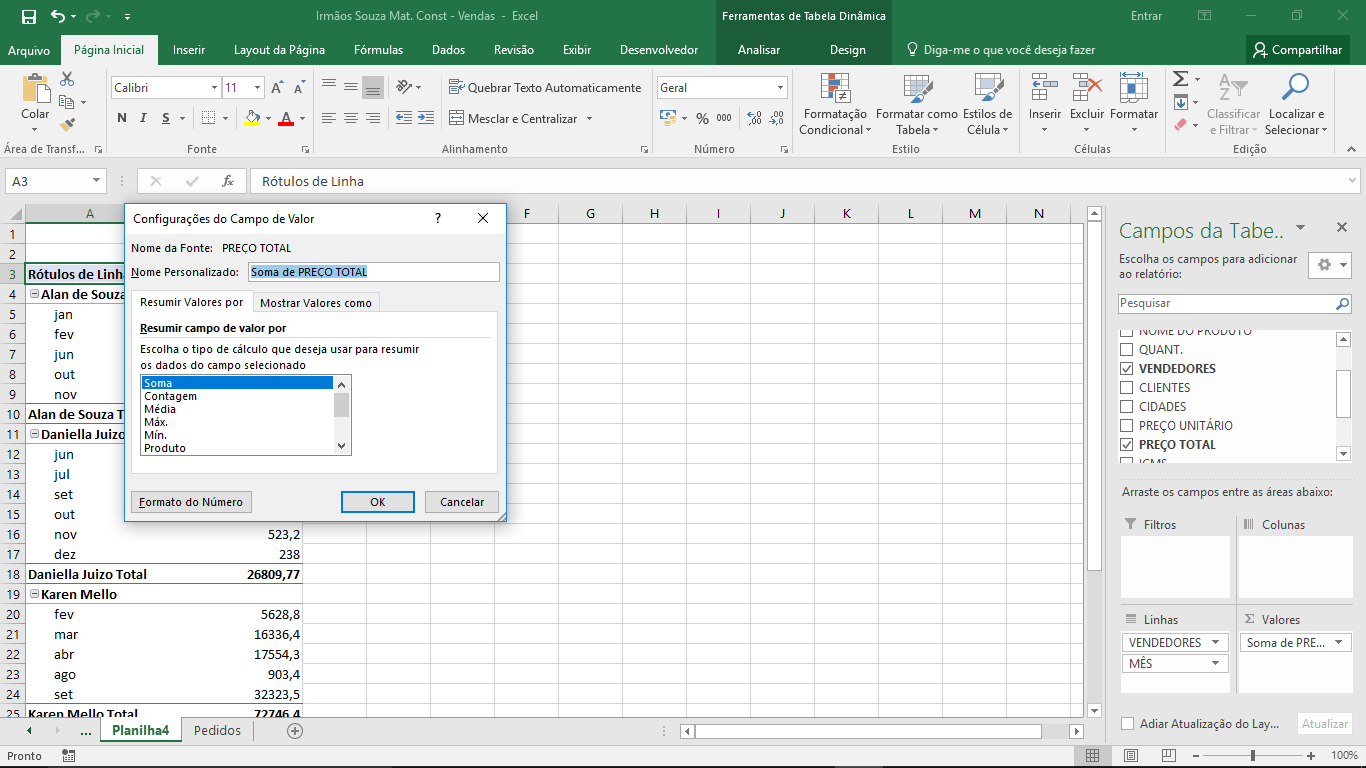 Irmãos Souza Mat. Const - Vendas - Excel
Ferramentas de Tabela Dinâmica
Entrar
Arquivo
Página Inicial
Inserir
Layout da Página
Fórmulas
Dados
Revisão
Exibir
Desenvolvedor
Analisar
Design
Diga-me o que você deseja fazer
Compartilhar
Colar
Calibri
11
N I S
A
Quebrar Texto Automaticamente
Mesclar e Centralizar
Geral
% 000
Formatação
Condicional
Formatar como
Tabela
Estilos de
Célula
Inserir
Excluir
Formatar
Classificar
e Filtrar
Localizar e
Selecionar
Área de Transf...
Fonte
Alinhamento
Número
Estilo
Células
Edição
A3
fx
Rótulos de Linha
A F G H I J K L M N
1
2
3 Rótulos de Linha
4 Alan de Souza
5 jan
6 fev
7 jun
8 out
9 nov
10 Alan de Souza T
11 Daniella Juizo
12 jun
13 jul
14 set
15 out
16 nov 523,2
17 dez 238
18 Daniella Juizo Total 26809,77
19 Karen Mello
20 fev 5628,8
21 mar 16336,4
22 abr 17554,3
23 ago 903,4
24 set 32323,5
25 Karen Mello Total 72746,4
Configurações do Campo de Valor
?
Nome da Fonte: PREÇO TOTAL
Nome Personalizado: Soma de PREÇO TOTAL
Resumir Valores por
Mostrar Valores como
Resumir campo de valor por
Escolha o tipo de cálculo que deseja usar para resumir
os dados do campo selecionado
Soma
Contagem
Média
Máx.
Mín.
Produto
Formato do Número
OK
Cancelar
Campos da Tabe..
Escolha os campos para adicionar
ao relatório:
Pesquisar
NOME DO PRODUTO
QUANT.
VENDEDORES
CLIENTES
CIDADES
PREÇO UNITÁRIO
PREÇO TOTAL
ICMS
Arraste os campos entre as áreas abaixo:
Filtros
Colunas
Linhas
Σ Valores
VENDEDORES
MÊS
Soma de PRE...
Adiar Atualização do Lay...
Atualizar
...
Planilha4
Pedidos
Pronto
100%